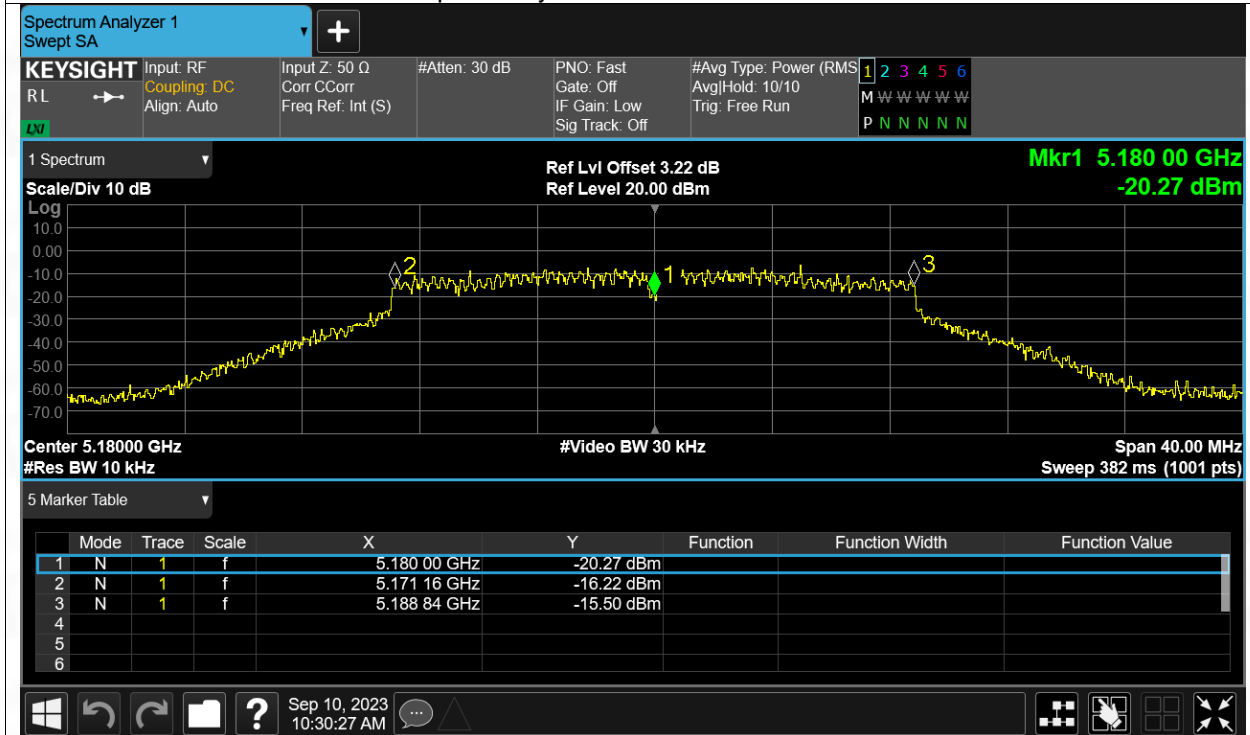 Spectrum Analyzer 1
Swept SA
+
KEYSIGHT Input: RF Input Z: 50 Ω #Atten: 30 dB PNO: Fast #Avg Type: Power (RMS 1 2 3 4 5 6
RL Coupling: DC Corr CCorr Gate: Off Avg|Hold: 10/10 M W W W W W
Align: Auto Freq Ref: Int (S) IF Gain: Low Trig: Free Run
LXI Sig Track: Off P N N N N N N
1 Spectrum Ref Lvl Offset 3.22 dB Mkr1 5.180 00 GHz
Scale/Div 10 dB Ref Level 20.00 dBm -20.27 dBm
Log
10.0
0.00
-10.0 2 1 3
-20.0
-30.0
-40.0
-50.0
-60.0
-70.0
Center 5.18000 GHz #Video BW 30 kHz Span 40.00 MHz
#Res BW 10 kHz Sweep 382 ms (1001 pts)
5 Marker Table
Mode Trace Scale X Y Function Function Width Function Value
1 N 1 f 5.180 00 GHz -20.27 dBm
2 N 1 f 5.171 16 GHz -16.22 dBm
3 N 1 f 5.188 84 GHz -15.50 dBm
4
5
6
? Sep 10, 2023
10:30:27 AM